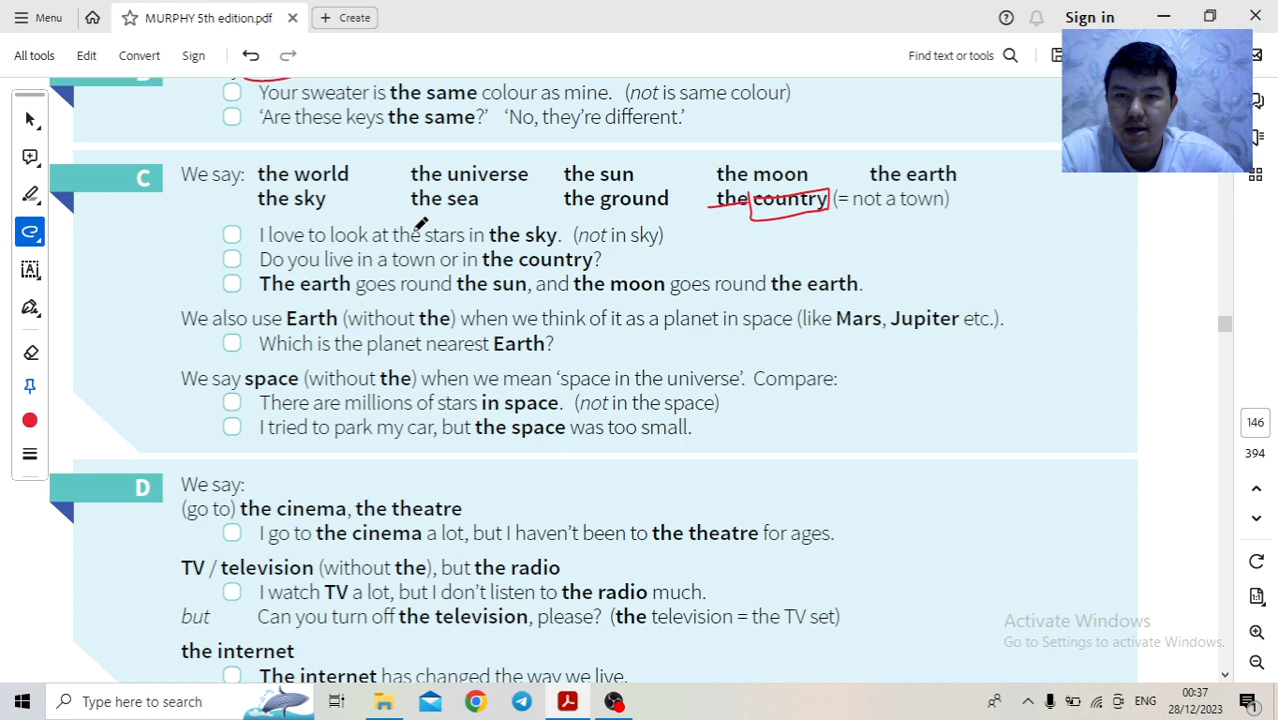 Menu
MURPHY 5th edition.pdf
Create
Sign in
All tools Edit Convert Sign
Find text or tools
Your sweater is the same colour as mine. (not is same colour)
‘Are these keys the same?’ ‘No, they’re different.’
C
We say: the world the universe the sun the moon the earth
the sky the sea the ground the country (= not a town)
I love to look at the stars in the sky. (not in sky)
Do you live in a town or in the country?
The earth goes round the sun, and the moon goes round the earth.
We also use Earth (without the) when we think of it as a planet in space (like Mars, Jupiter etc.).
Which is the planet nearest Earth?
We say space (without the) when we mean ‘space in the universe’. Compare:
There are millions of stars in space. (not in the space)
I tried to park my car, but the space was too small.
146
394
D
We say:
(go to) the cinema, the theatre
I go to the cinema a lot, but I haven’t been to the theatre for ages.
TV / television (without the), but the radio
I watch TV a lot, but I don’t listen to the radio much.
but Can you turn off the television, please? (the television = the TV set)
the internet
The internet has changed the way we live.
Activate Windows
Go to Settings to activate Windows.
Type here to search
ENG
00:37
28/12/2023